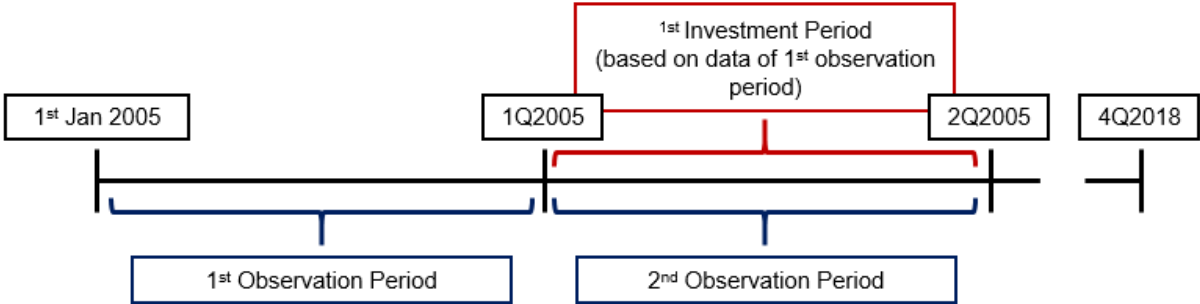 1st Investment Period
(based on data of 1st observation
period)
1st Jan 2005
1Q2005
2Q2005
4Q2018
1st Observation Period
2nd Observation Period